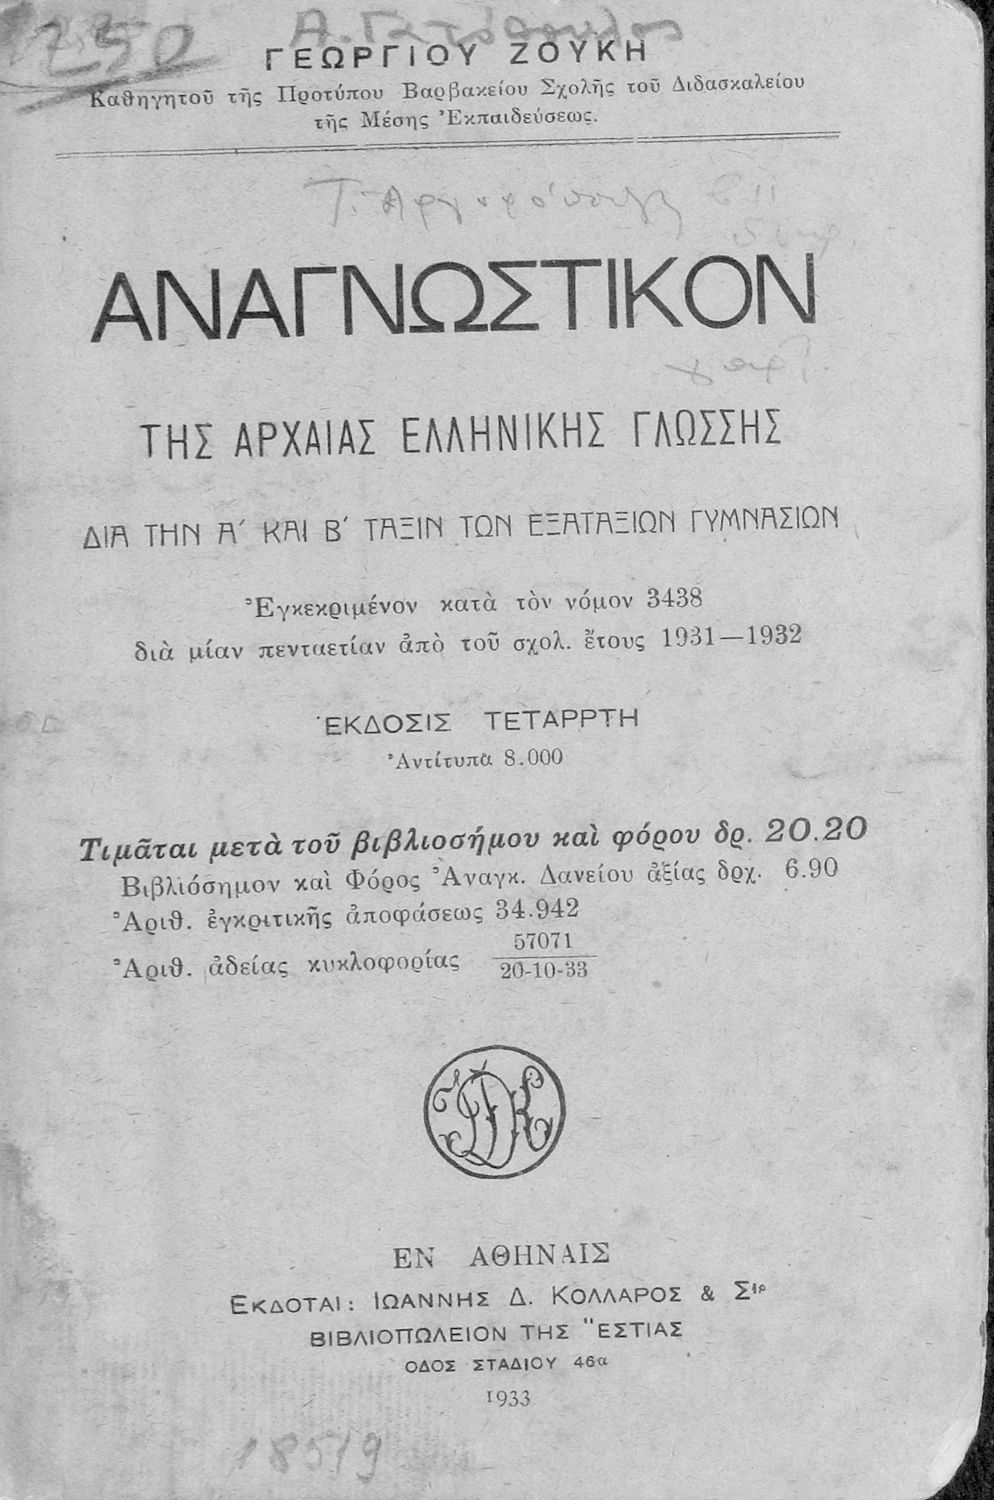 1250
ΓΕΩΡΓΙΟΥ ΖΟΥΚΗ
Καθηγητοῦ τῆς Προτύπου Βαρβακείου Σχολῆς τοῦ Διδασκαλείου
τῆς Μέσης Ἐκπαιδεύσεως.
ΑΝΑΓΝΩΣΤΙΚΟΝ
ΤΗΣ ΑΡΧΑΙΑΣ ΕΛΛΗΝΙΚΗΣ ΓΛΩΣΣΗΣ
ΔΙΑ ΤΗΝ Α΄ ΚΑΙ Β΄ ΤΑΞΙΝ ΤΩΝ ΕΞΑΤΑΞΙΩΝ ΓΥΜΝΑΣΙΩΝ
Ἐγκεκριμένον κατὰ τὸν νόμον 3438
διὰ μίαν πενταετίαν ἀπὸ τοῦ σχολ. ἔτους 1931—1932
ἜΚΔΟΣΙΣ ΤΕΤΑΡΡΤΗ
Ἀντίτυπα 8.000
Τιμᾶται μετὰ τοῦ βιβλιοσήμου καὶ φόρου δρ. 20.20
Βιβλιόσημον καὶ Φόρος Ἀναγκ. Δανείου ἀξίας δρχ. 6.90
Ἀριθ. ἐγκριτικῆς ἀποφάσεως 34.942
Ἀριθ. ἀδείας κυκλοφορίας 57071
20-10-33
ΕΝ ΑΘΗΝΑΙΣ
ΕΚΔΟΤΑΙ: ΙΩΑΝΝΗΣ Δ. ΚΟΛΛΑΡΟΣ & Σιρ
ΒΙΒΛΙΟΠΩΛΕΙΟΝ ΤΗΣ "ΕΣΤΙΑΣ
ΟΔΟΣ ΣΤΑΔΙΟΥ 46α
1933
18519